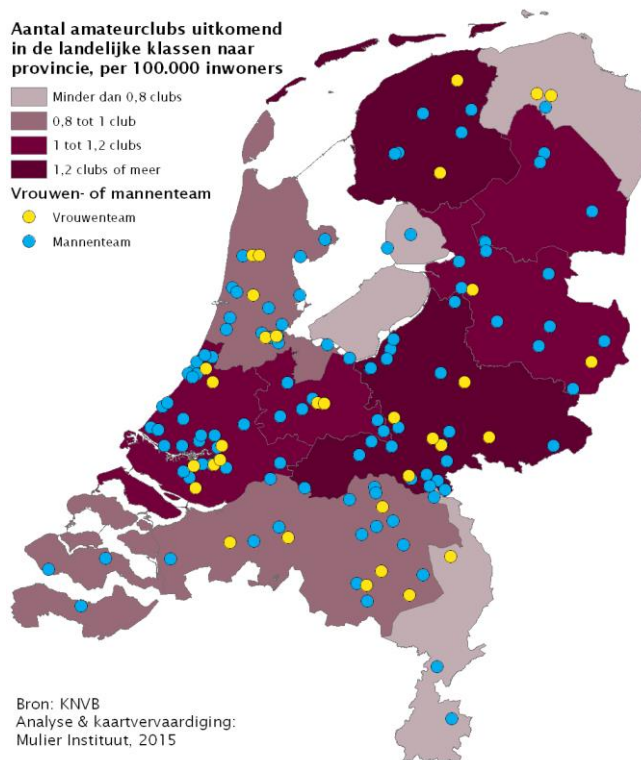 Aantal amateurclubs uitkomend
in de landelijke klassen naar
provincie, per 100.000 inwoners
Minder dan 0,8 clubs
0,8 tot 1 club
1 tot 1,2 clubs
1,2 clubs of meer
Vrouwen- of mannenteam
Vrouwenteam
Mannenteam
Bron: KNVB
Analyse & kaartvervaardiging:
Mulier Instituut, 2015